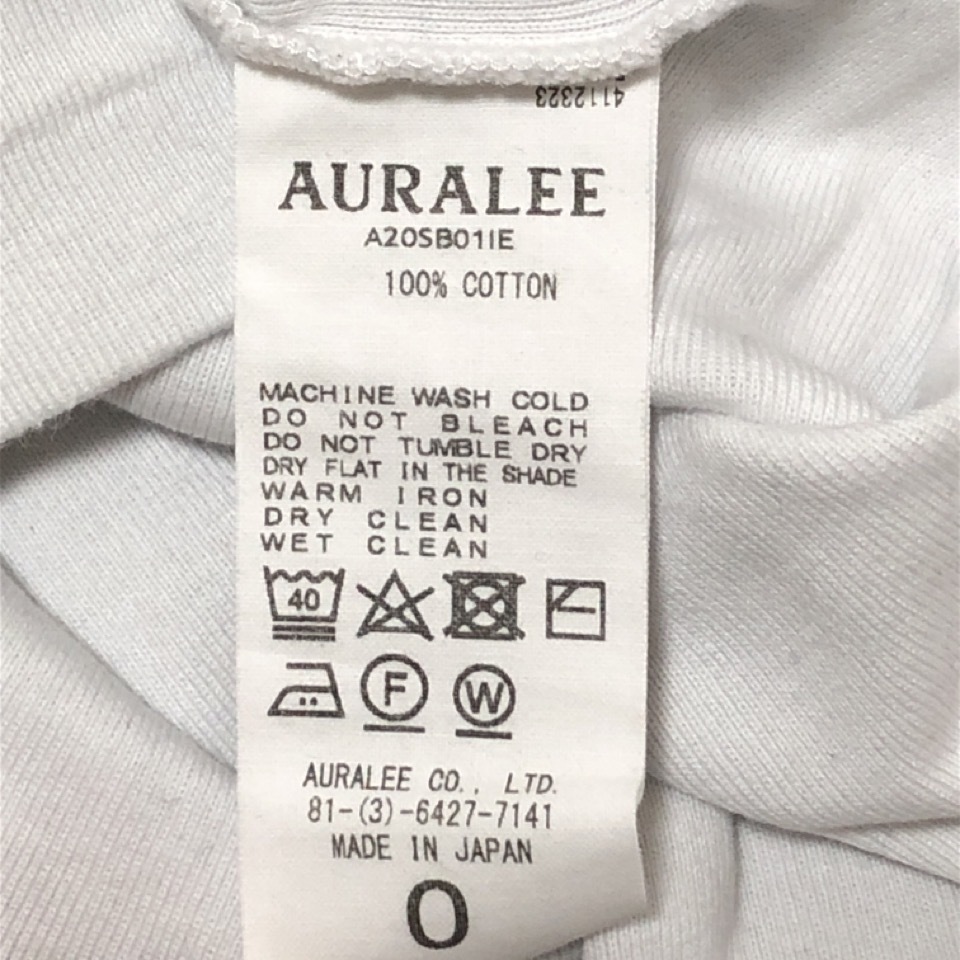 4112323
AURALEE
A20SB01IE
100% COTTON
MACHINE WASH COLD
DO NOT BLEACH
DO NOT TUMBLE DRY
DRY FLAT IN THE SHADE
WARM IRON
DRY CLEAN
WET CLEAN
40
F W
AURALEE CO., LTD.
81-(3)-6427-7141
MADE IN JAPAN
0